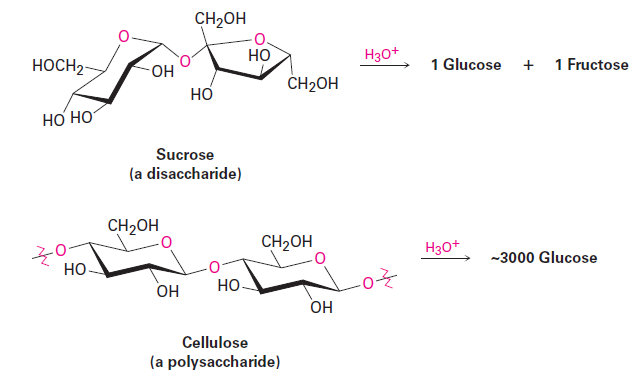 CH₂OH
O
O
HO
H₃O⁺
1 Glucose + 1 Fructose
HOCH₂
O
OH
CH₂OH
HO
HO HO
Sucrose
(a disaccharide)
CH₂OH
O
O
CH₂OH
O
H₃O⁺
~3000 Glucose
HO
O
OH
HO
O
OH
Cellulose
(a polysaccharide)